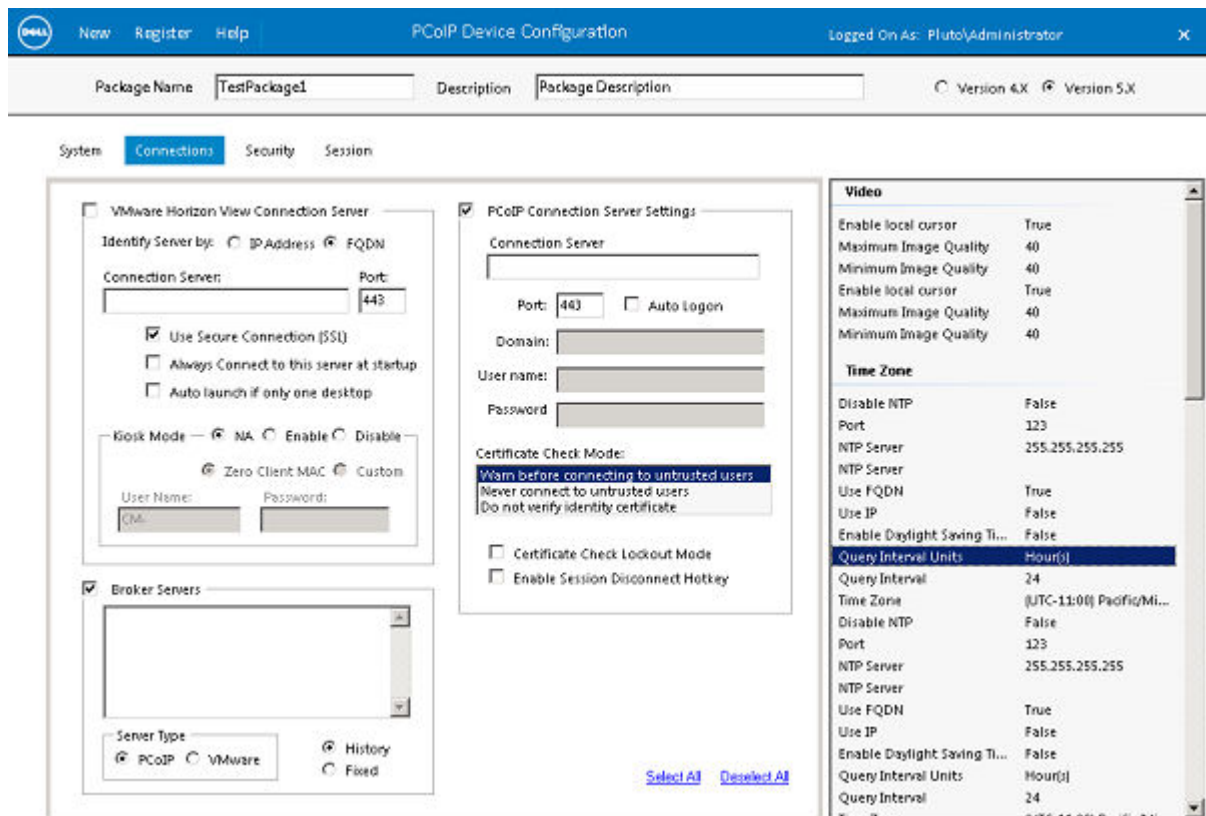 DELL New Register Help PCoIP Device Configuration Logged On As: Pluto\Administrator ×
Package Name TestPackage1 Description Package Description Version 4.X Version 5.X
System Connections Security Session
VMware Horizon View Connection Server
Identify Server by: IP Address FQDN
Connection Server: Port:
443
Use Secure Connection (SSL)
Always Connect to this server at startup
Auto launch if only one desktop
Kiosk Mode NA Enable Disable
Zero Client MAC Custom
User Name: Password:
CM-
Broker Servers
Server Type
PCoIP VMware
History
Fixed
PCoIP Connection Server Settings
Connection Server
Port: 443 Auto Logon
Domain:
User name:
Password
Certificate Check Mode:
Warn before connecting to untrusted users
Never connect to untrusted users
Do not verify identity certificate
Certificate Check Lockout Mode
Enable Session Disconnect Hotkey
Select All Deselect All
Video
Enable local cursor True
Maximum Image Quality 40
Minimum Image Quality 40
Enable local cursor True
Maximum Image Quality 40
Minimum Image Quality 40
Time Zone
Disable NTP False
Port 123
NTP Server 255.255.255.255
NTP Server
Use FQDN True
Use IP False
Enable Daylight Saving Ti... False
Query Interval Units Hour(s)
Query Interval 24
Time Zone (UTC-11:00) Pacific/Mi...
Disable NTP False
Port 123
NTP Server 255.255.255.255
NTP Server
Use FQDN True
Use IP False
Enable Daylight Saving Ti... False
Query Interval Units Hour(s)
Query Interval 24